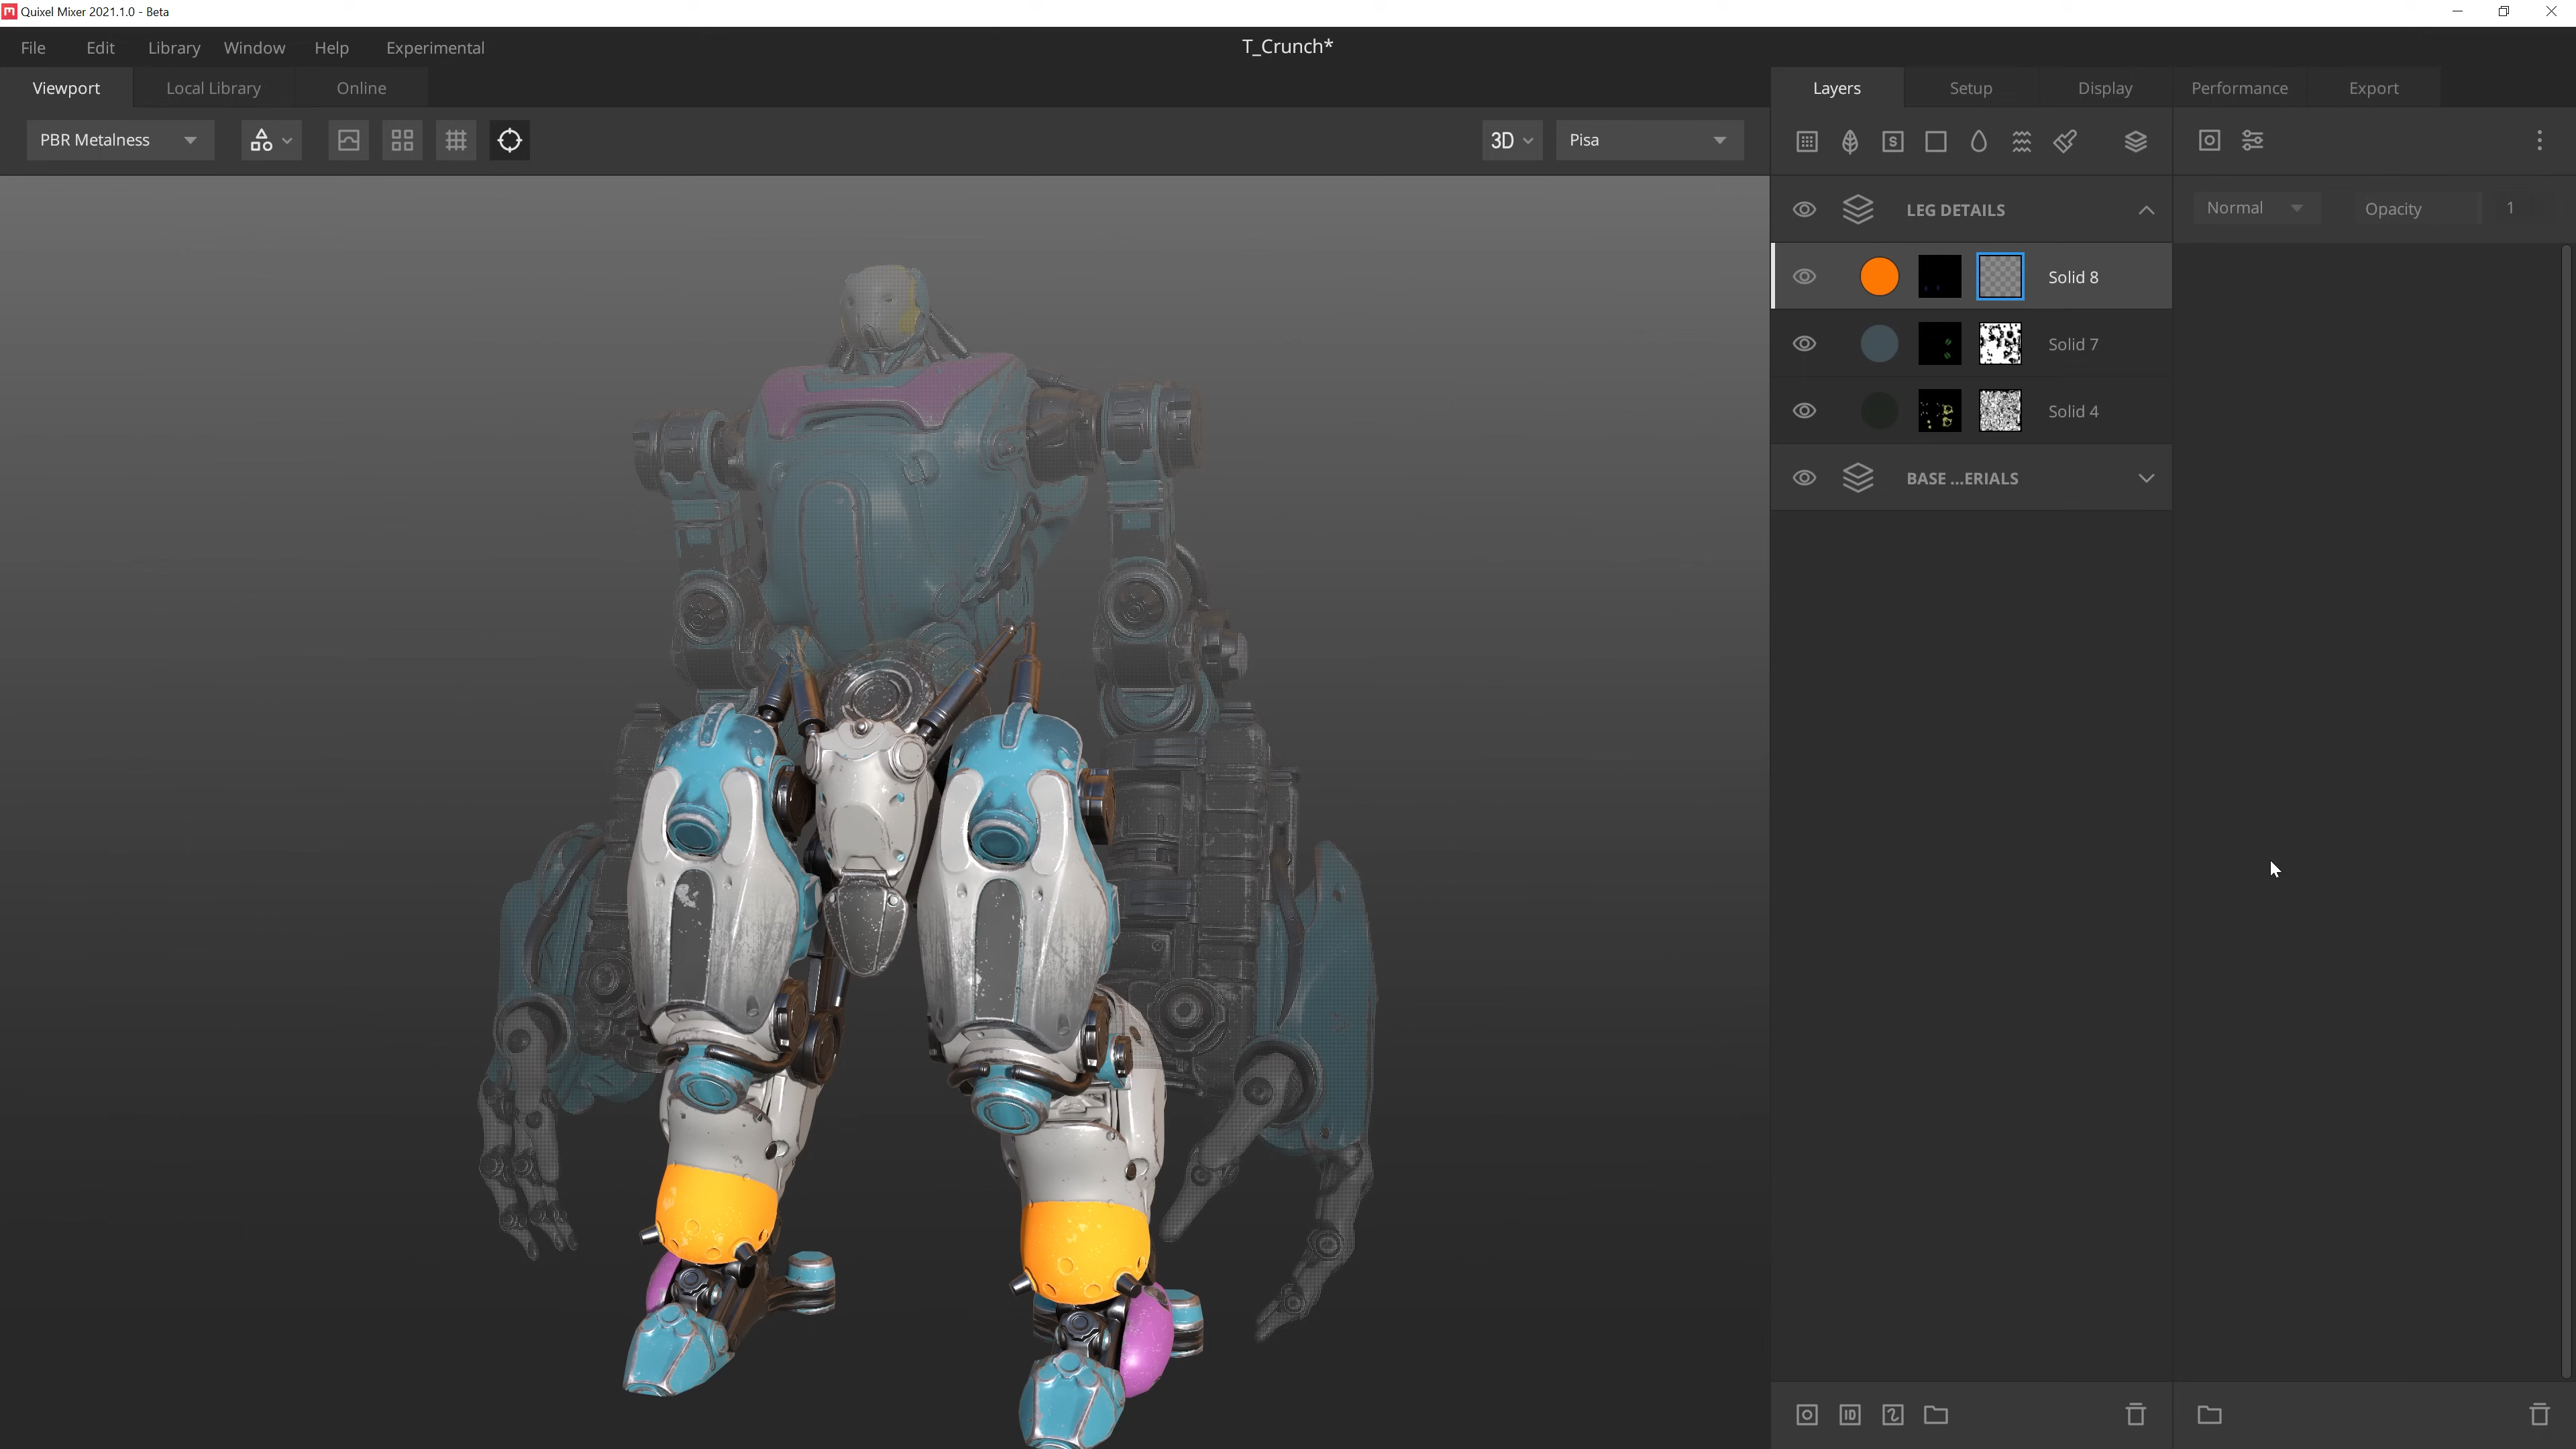 Quixel Mixer 2021.1.0 - Beta
File Edit Library Window Help Experimental
T_Crunch*
Viewport Local Library Online
Layers Setup Display Performance Export
PBR Metalness
3D
Pisa
LEG DETAILS
Normal
Opacity
1
Solid 8
Solid 7
Solid 4
BASE ...ERIALS